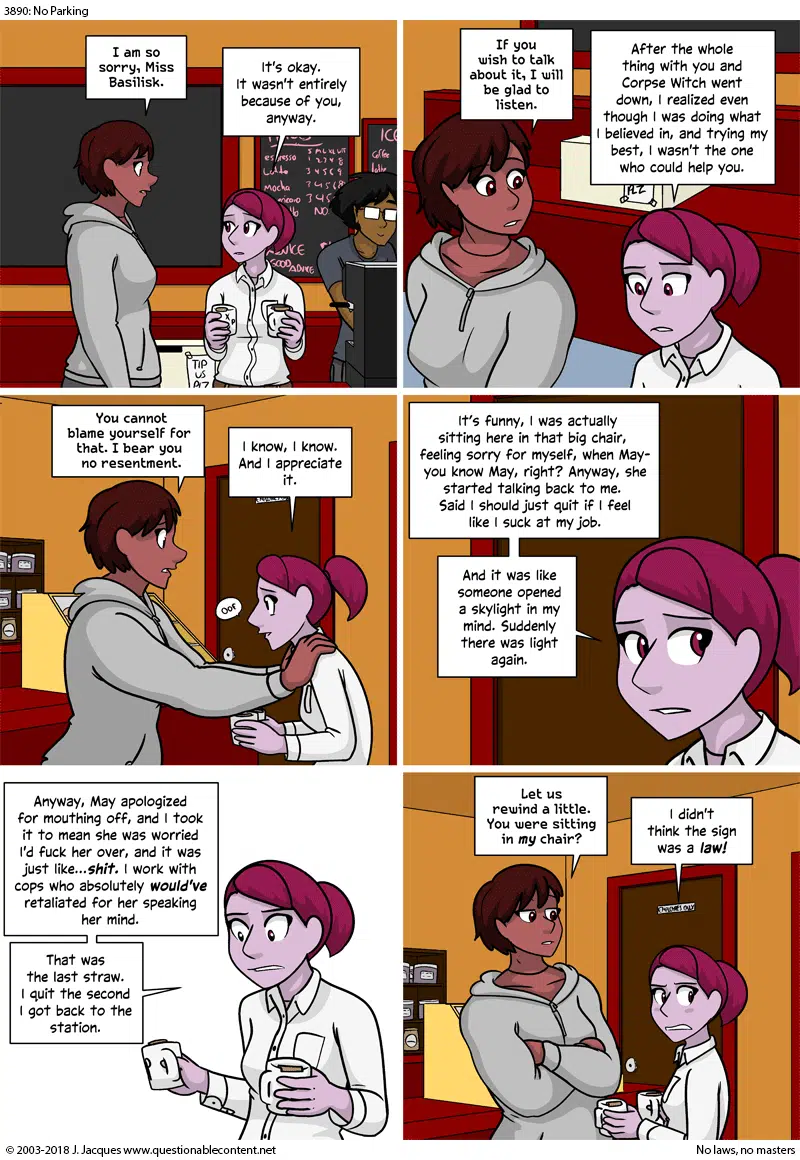 3890: No Parking
I am so
sorry, Miss
Basilisk.
It's okay.
It wasn't entirely
because of you,
anyway.
espresso
Latte
Mocha
NO
GOOD
ADVICE
ICE
Coffee
TIP
US
AZ
If you
wish to talk
about it, I will
be glad to
listen.
After the whole
thing with you and
Corpse Witch went
down, I realized even
though I was doing what
I believed in, and trying my
best, I wasn't the one
who could help you.
AZ
You cannot
blame yourself for
that. I bear you
no resentment.
I know, I know.
And I appreciate
it.
OOF
It's funny, I was actually
sitting here in that big chair,
feeling sorry for myself, when May-
you know May, right? Anyway, she
started talking back to me.
Said I should just quit if I feel
like I suck at my job.
And it was like
someone opened
a skylight in my
mind. Suddenly
there was light
again.
Anyway, May apologized
for mouthing off, and I took
it to mean she was worried
I'd fuck her over, and it was
just like...shit. I work with
cops who absolutely would've
retaliated for her speaking
her mind.
That was
the last straw.
I quit the second
I got back to the
station.
Let us
rewind a little.
You were sitting
in my chair?
I didn't
think the sign
was a law!
EMPLOYEES ONLY
© 2003-2018 J. Jacques www.questionablecontent.net
No laws, no masters